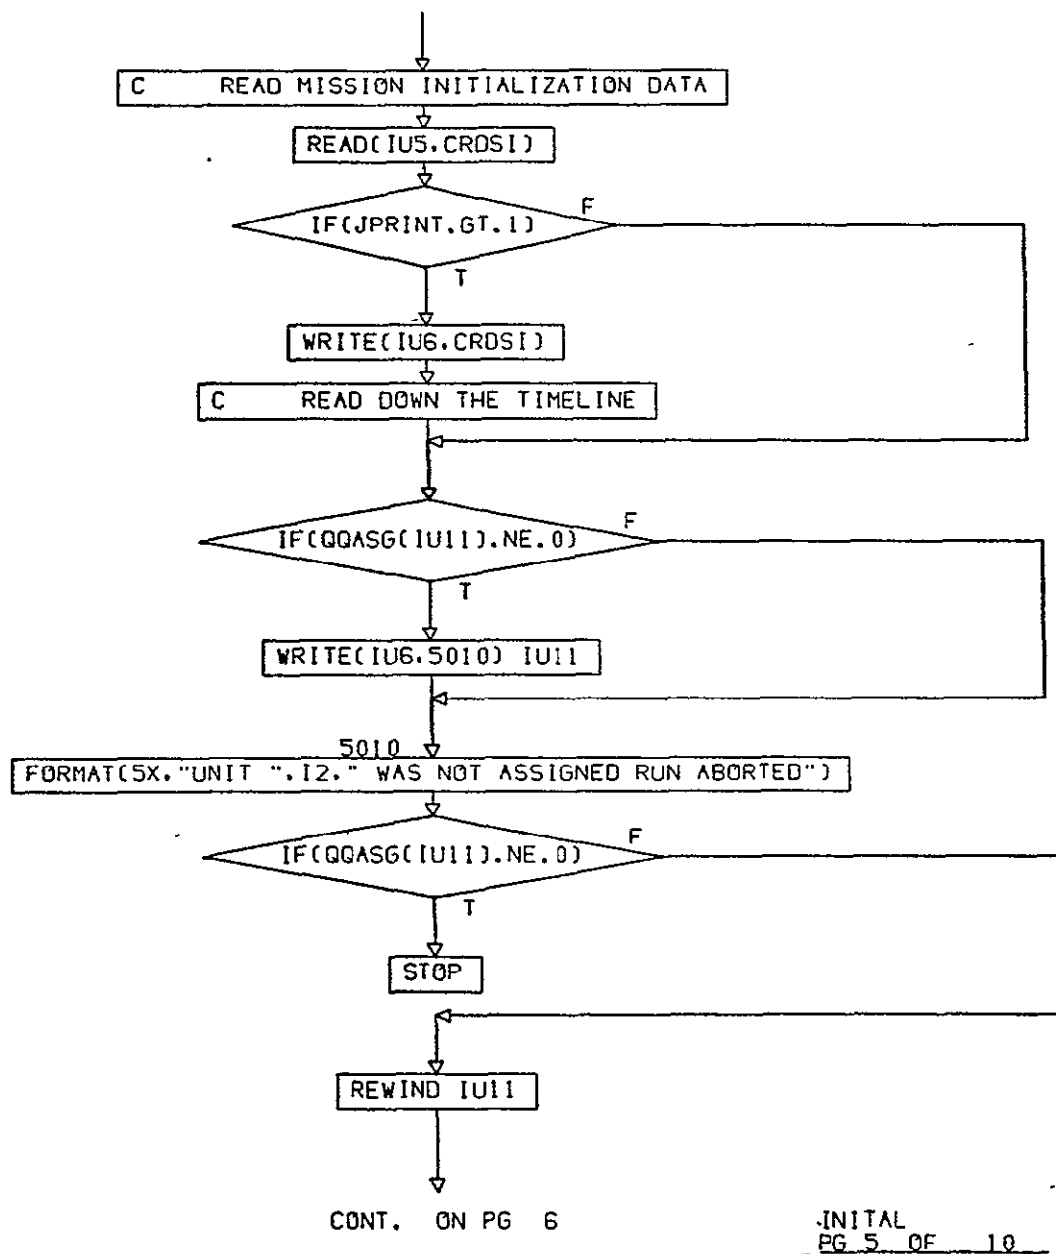 C READ MISSION INITIALIZATION DATA
READ(IU5.CRDSI)
IF(JPRINT.GT.1)
F
T
WRITE(IU6.CRDSI)
C READ DOWN THE TIMELINE
IF(QQASG(IU11).NE.0)
F
T
WRITE(IU6.5010) IU11
5010
FORMAT(5X."UNIT ".I2." WAS NOT ASSIGNED RUN ABORTED")
IF(QQASG(IU11).NE.0)
F
T
STOP
REWIND IU11
CONT. ON PG 6
INITAL
PG 5 OF 10